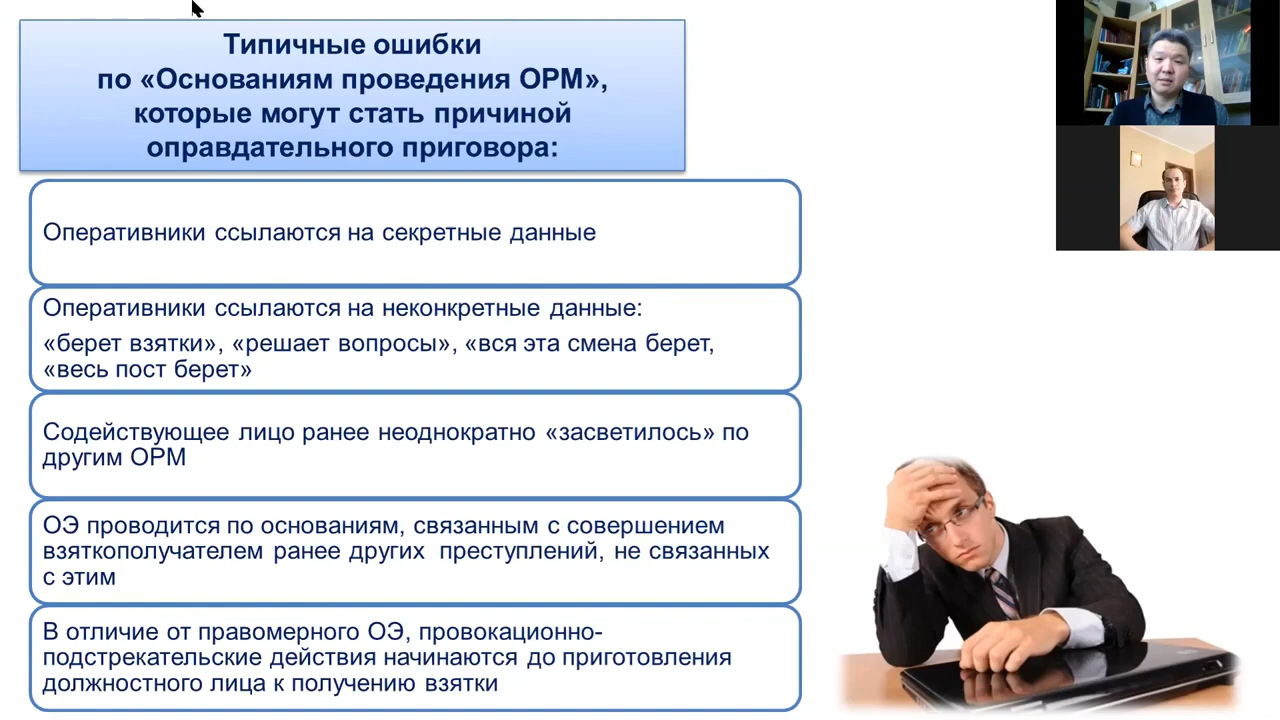 Типичные ошибки
по «Основаниям проведения ОРМ»,
которые могут стать причиной
оправдательного приговора:
Оперативники ссылаются на секретные данные
Оперативники ссылаются на неконкретные данные:
«берет взятки», «решает вопросы», «вся эта смена берет,
«весь пост берет»
Содействующее лицо ранее неоднократно «засветилось» по
другим ОРМ
ОЭ проводится по основаниям, связанным с совершением
взяткополучателем ранее других преступлений, не связанных
с этим
В отличие от правомерного ОЭ, провокационно-
подстрекательские действия начинаются до приготовления
должностного лица к получению взятки